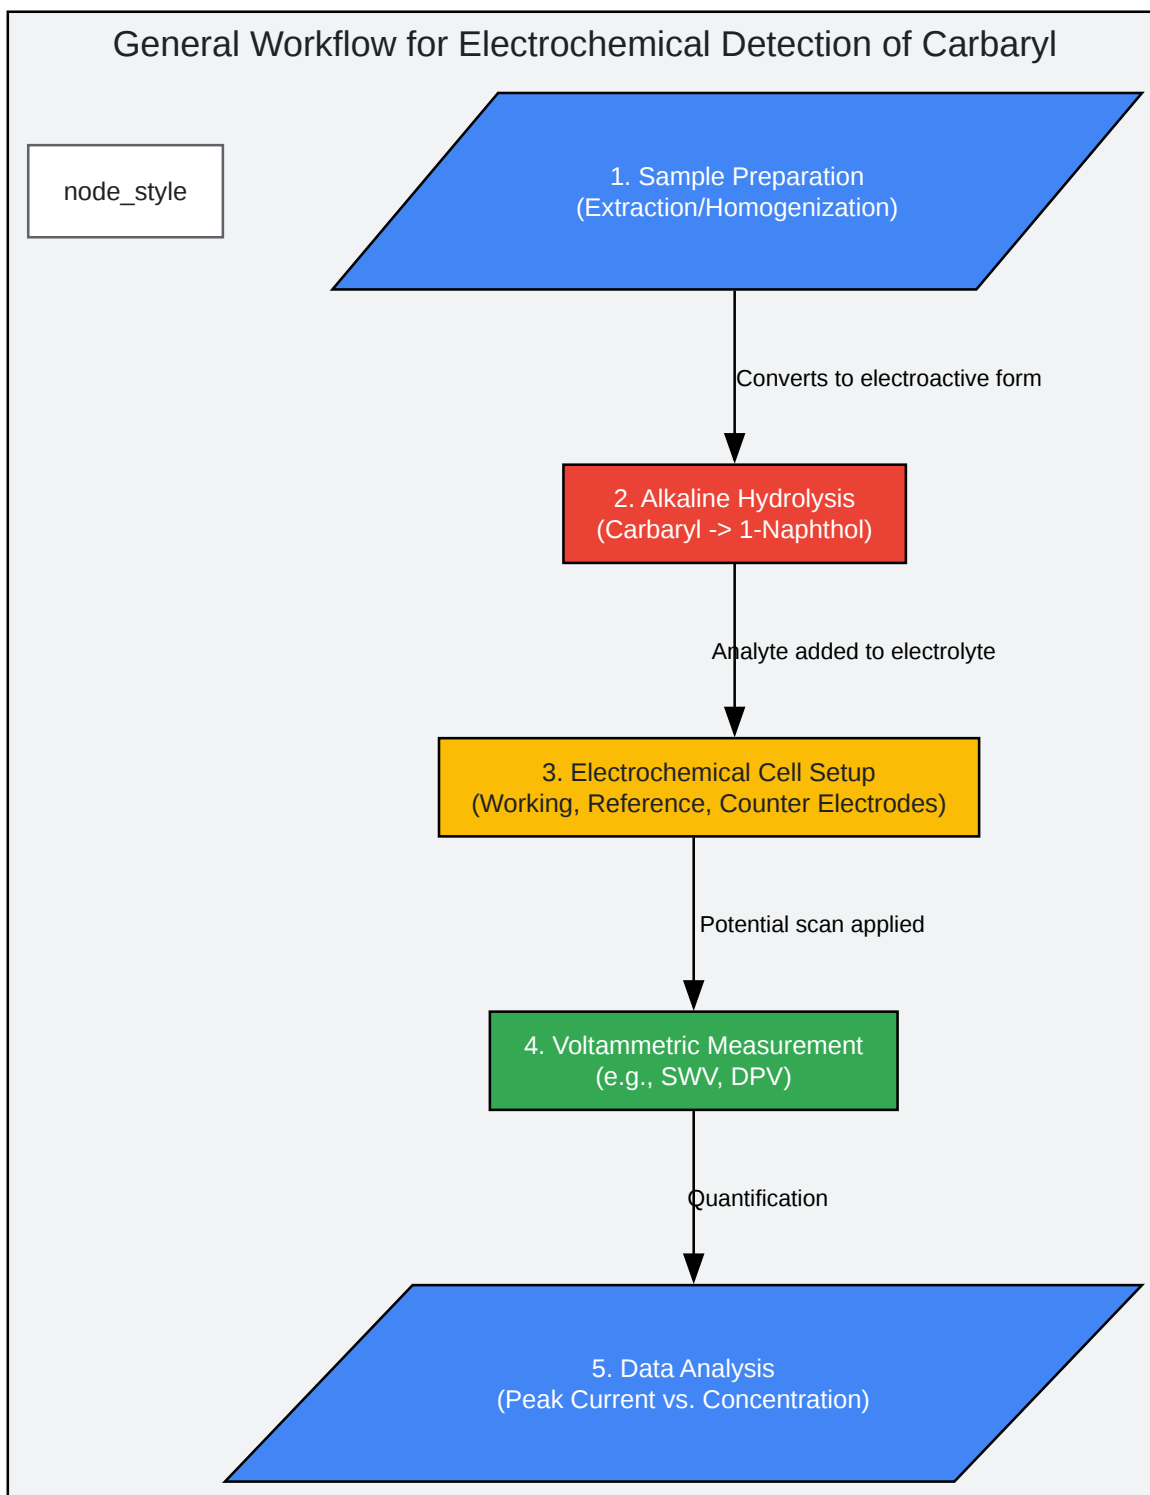 General Workflow for Electrochemical Detection of Carbaryl
node_style
1. Sample Preparation
(Extraction/Homogenization)
Converts to electroactive form
2. Alkaline Hydrolysis
(Carbaryl -> 1-Naphthol)
Analyte added to electrolyte
3. Electrochemical Cell Setup
(Working, Reference, Counter Electrodes)
Potential scan applied
4. Voltammetric Measurement
(e.g., SWV, DPV)
Quantification
5. Data Analysis
(Peak Current vs. Concentration)